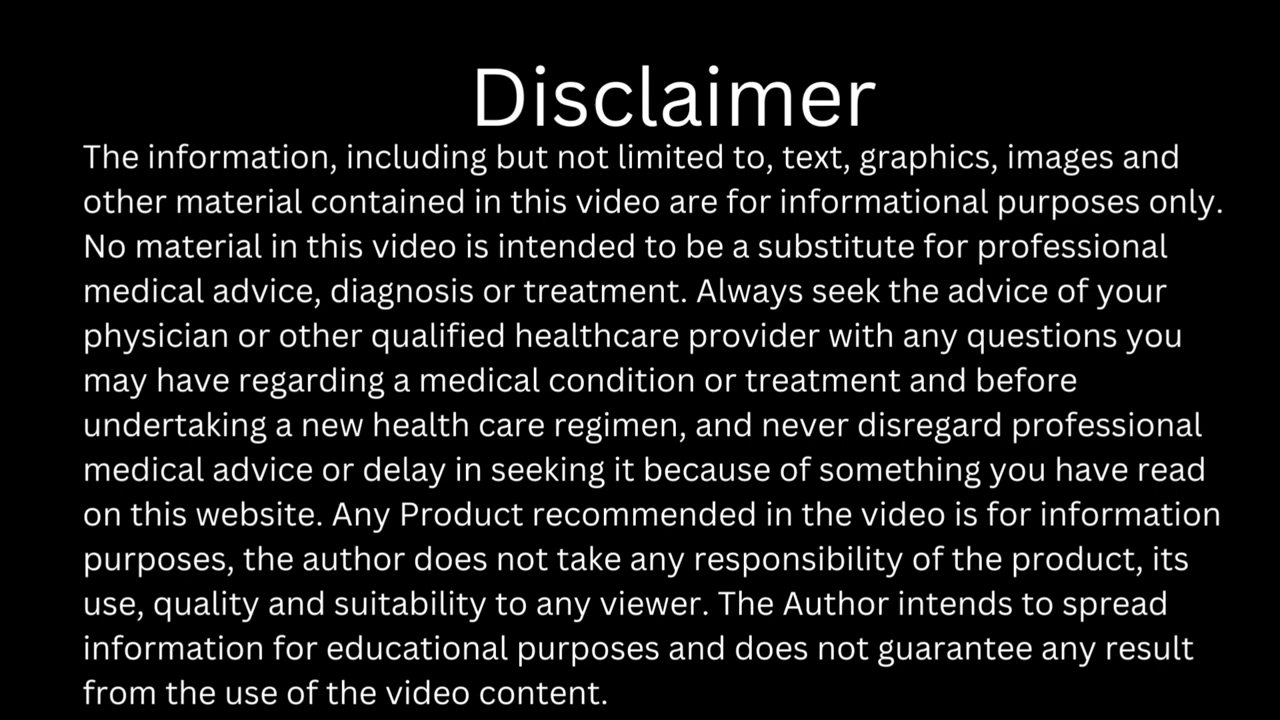 Disclaimer
The information, including but not limited to, text, graphics, images and
other material contained in this video are for informational purposes only.
No material in this video is intended to be a substitute for professional
medical advice, diagnosis or treatment. Always seek the advice of your
physician or other qualified healthcare provider with any questions you
may have regarding a medical condition or treatment and before
undertaking a new health care regimen, and never disregard professional
medical advice or delay in seeking it because of something you have read
on this website. Any Product recommended in the video is for information
purposes, the author does not take any responsibility of the product, its
use, quality and suitability to any viewer. The Author intends to spread
information for educational purposes and does not guarantee any result
from the use of the video content.